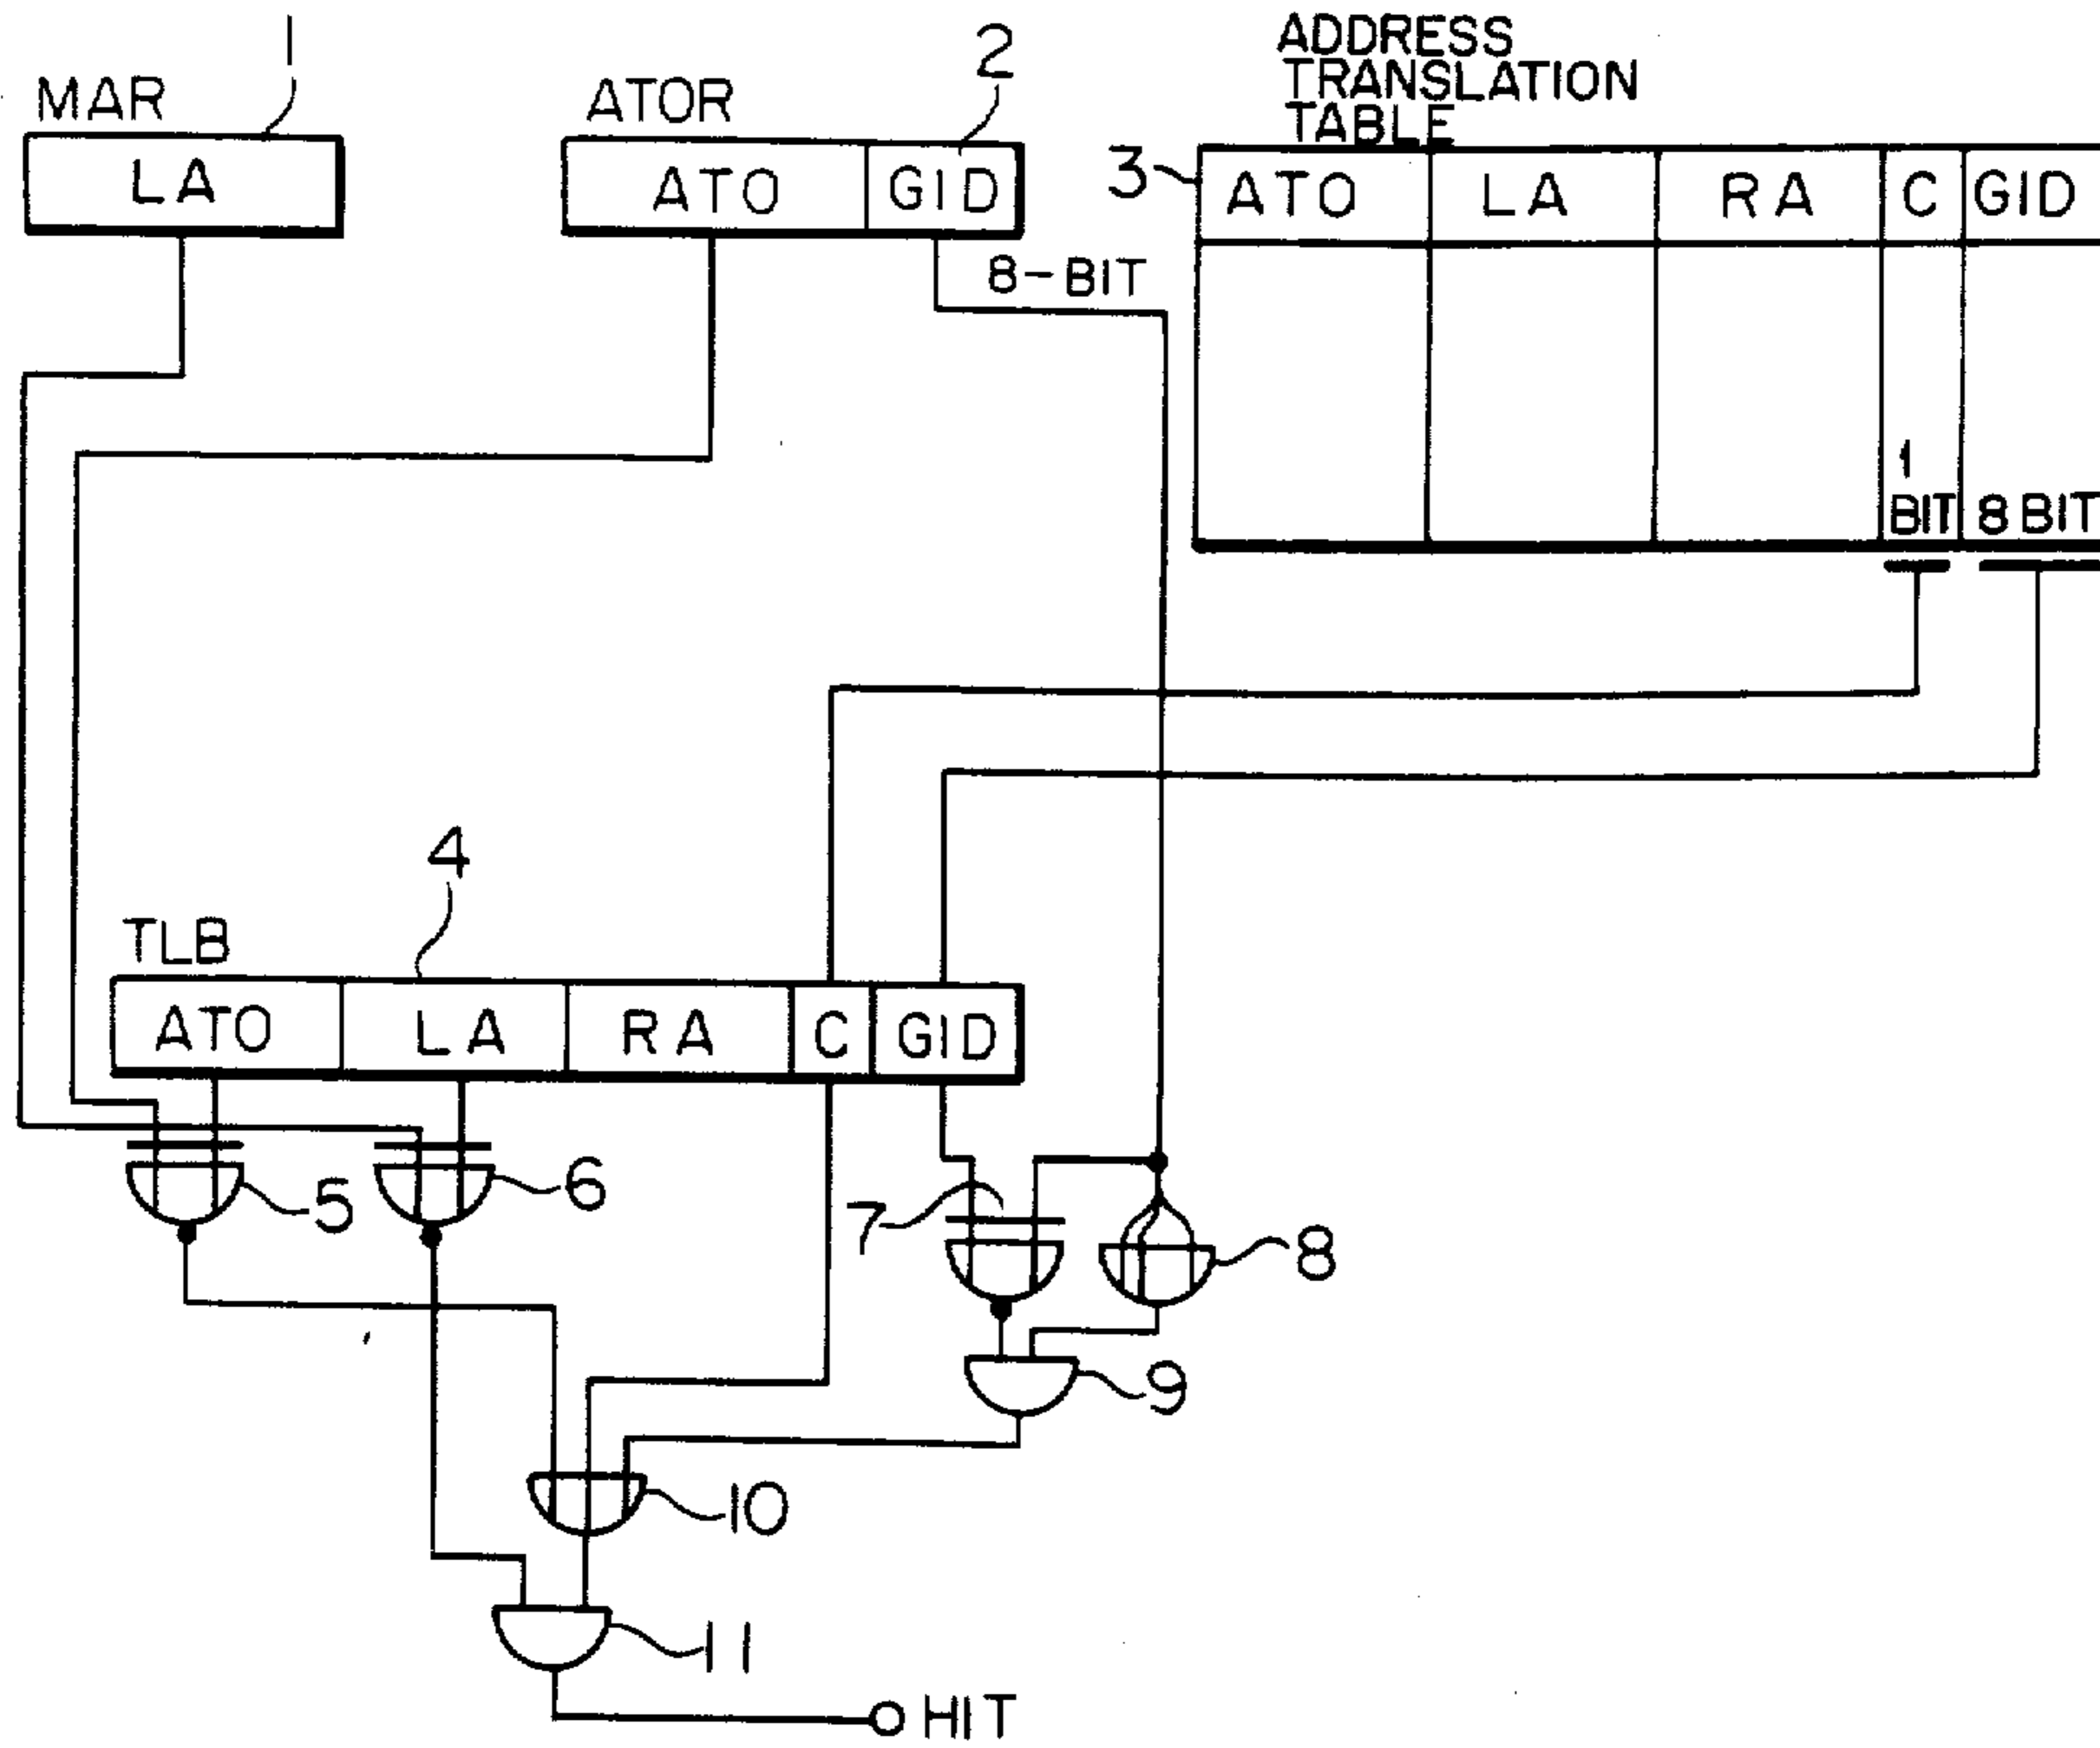 1
MAR
LA
2
ATOR
ATO GID
8-BIT
ADDRESS
TRANSLATION
TABLE
3
ATO LA RA C GID
1
BIT 8 BIT
4
TLB
ATO LA RA C GID
5
6
7
8
9
10
11
HIT